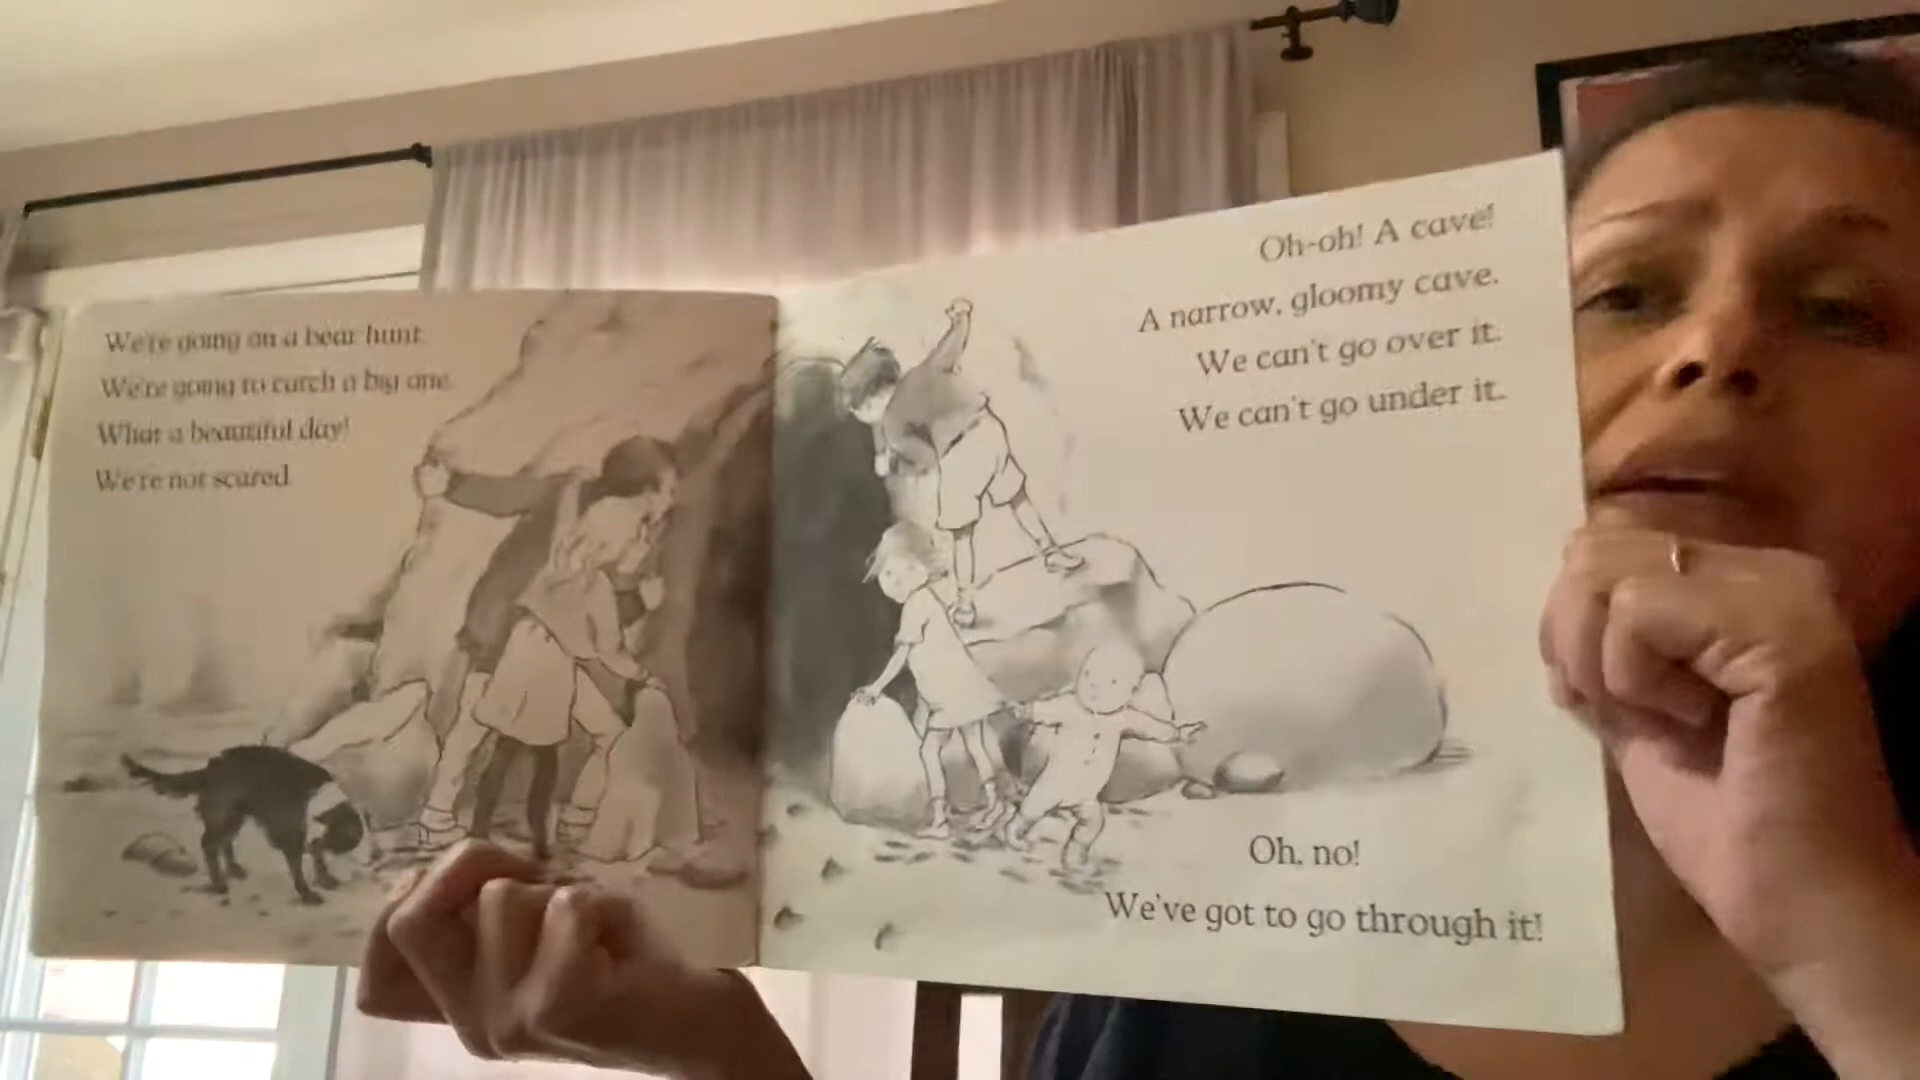 We're going on a bear hunt.
We're going to catch a big one.
What a beautiful day!
We're not scared.
Oh-oh! A cave!
A narrow, gloomy cave.
We can't go over it.
We can't go under it.
Oh, no!
We've got to go through it!